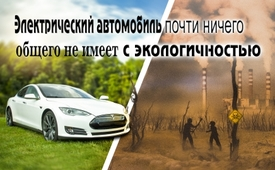 Электрический автомобиль почти ничего
общего не имеет с экологичностью